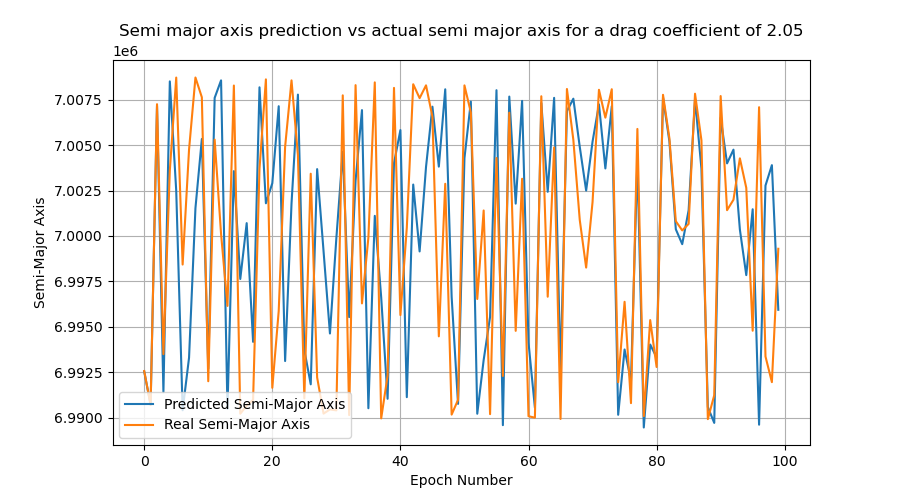 Semi major axis prediction vs actual semi major axis for a drag coefficient of 2.05
1e6
7.0075
7.0050
7.0025
7.0000
6.9975
6.9950
6.9925
6.9900
Semi-Major Axis
Predicted Semi-Major Axis
Real Semi-Major Axis
0 20 40 60 80 100
Epoch Number